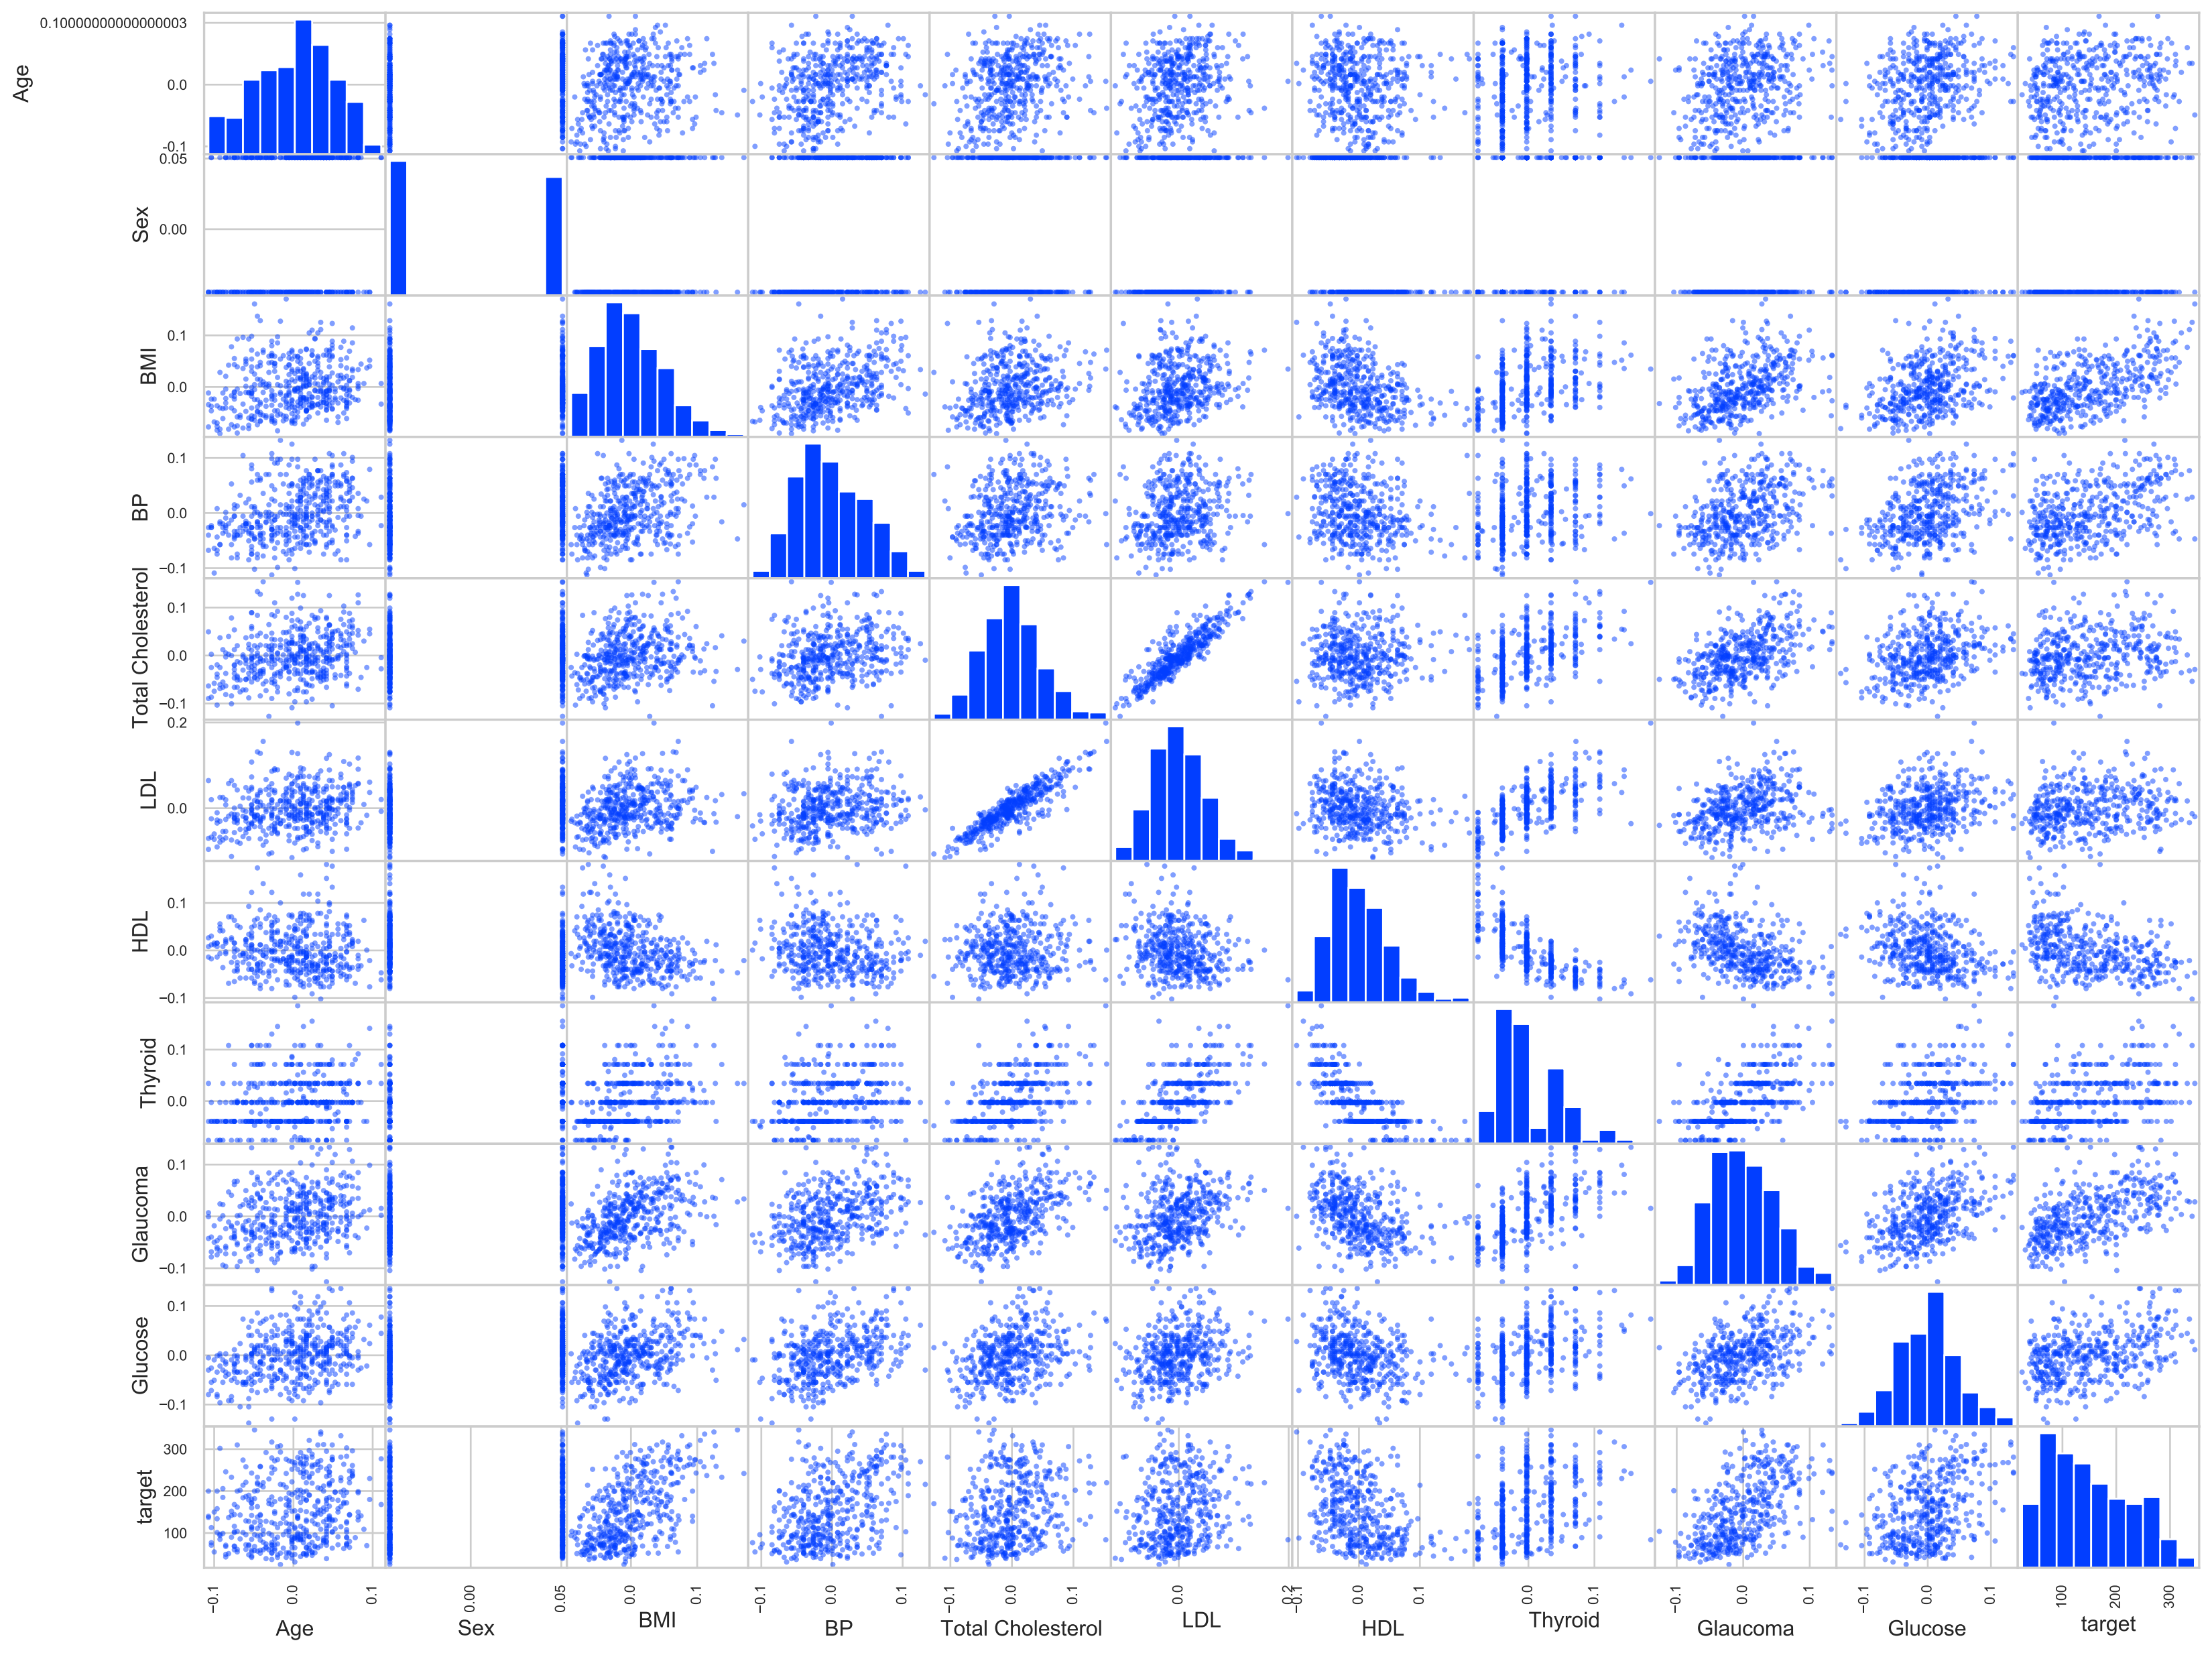 0.10000000000000003
0.0
-0.1
Age
0.05
0.00
Sex
0.1
0.0
BMI
0.1
0.0
−0.1
BP
0.1
0.0
−0.1
Total Cholesterol
0.2
0.0
LDL
0.1
0.0
−0.1
HDL
0.1
0.0
Thyroid
0.1
0.0
−0.1
Glaucoma
0.1
0.0
−0.1
Glucose
300
200
100
target
−0.1 0.0 0.1 0.00 0.05 0.0 0.1 −0.1 0.0 0.1 −0.1 0.0 0.1 0.0 0.2 −0.1 0.0 0.1 0.0 0.1 −0.1 0.0 0.1 −0.1 0.0 0.1 100 200 300
Age Sex BMI BP Total Cholesterol LDL HDL Thyroid Glaucoma Glucose target